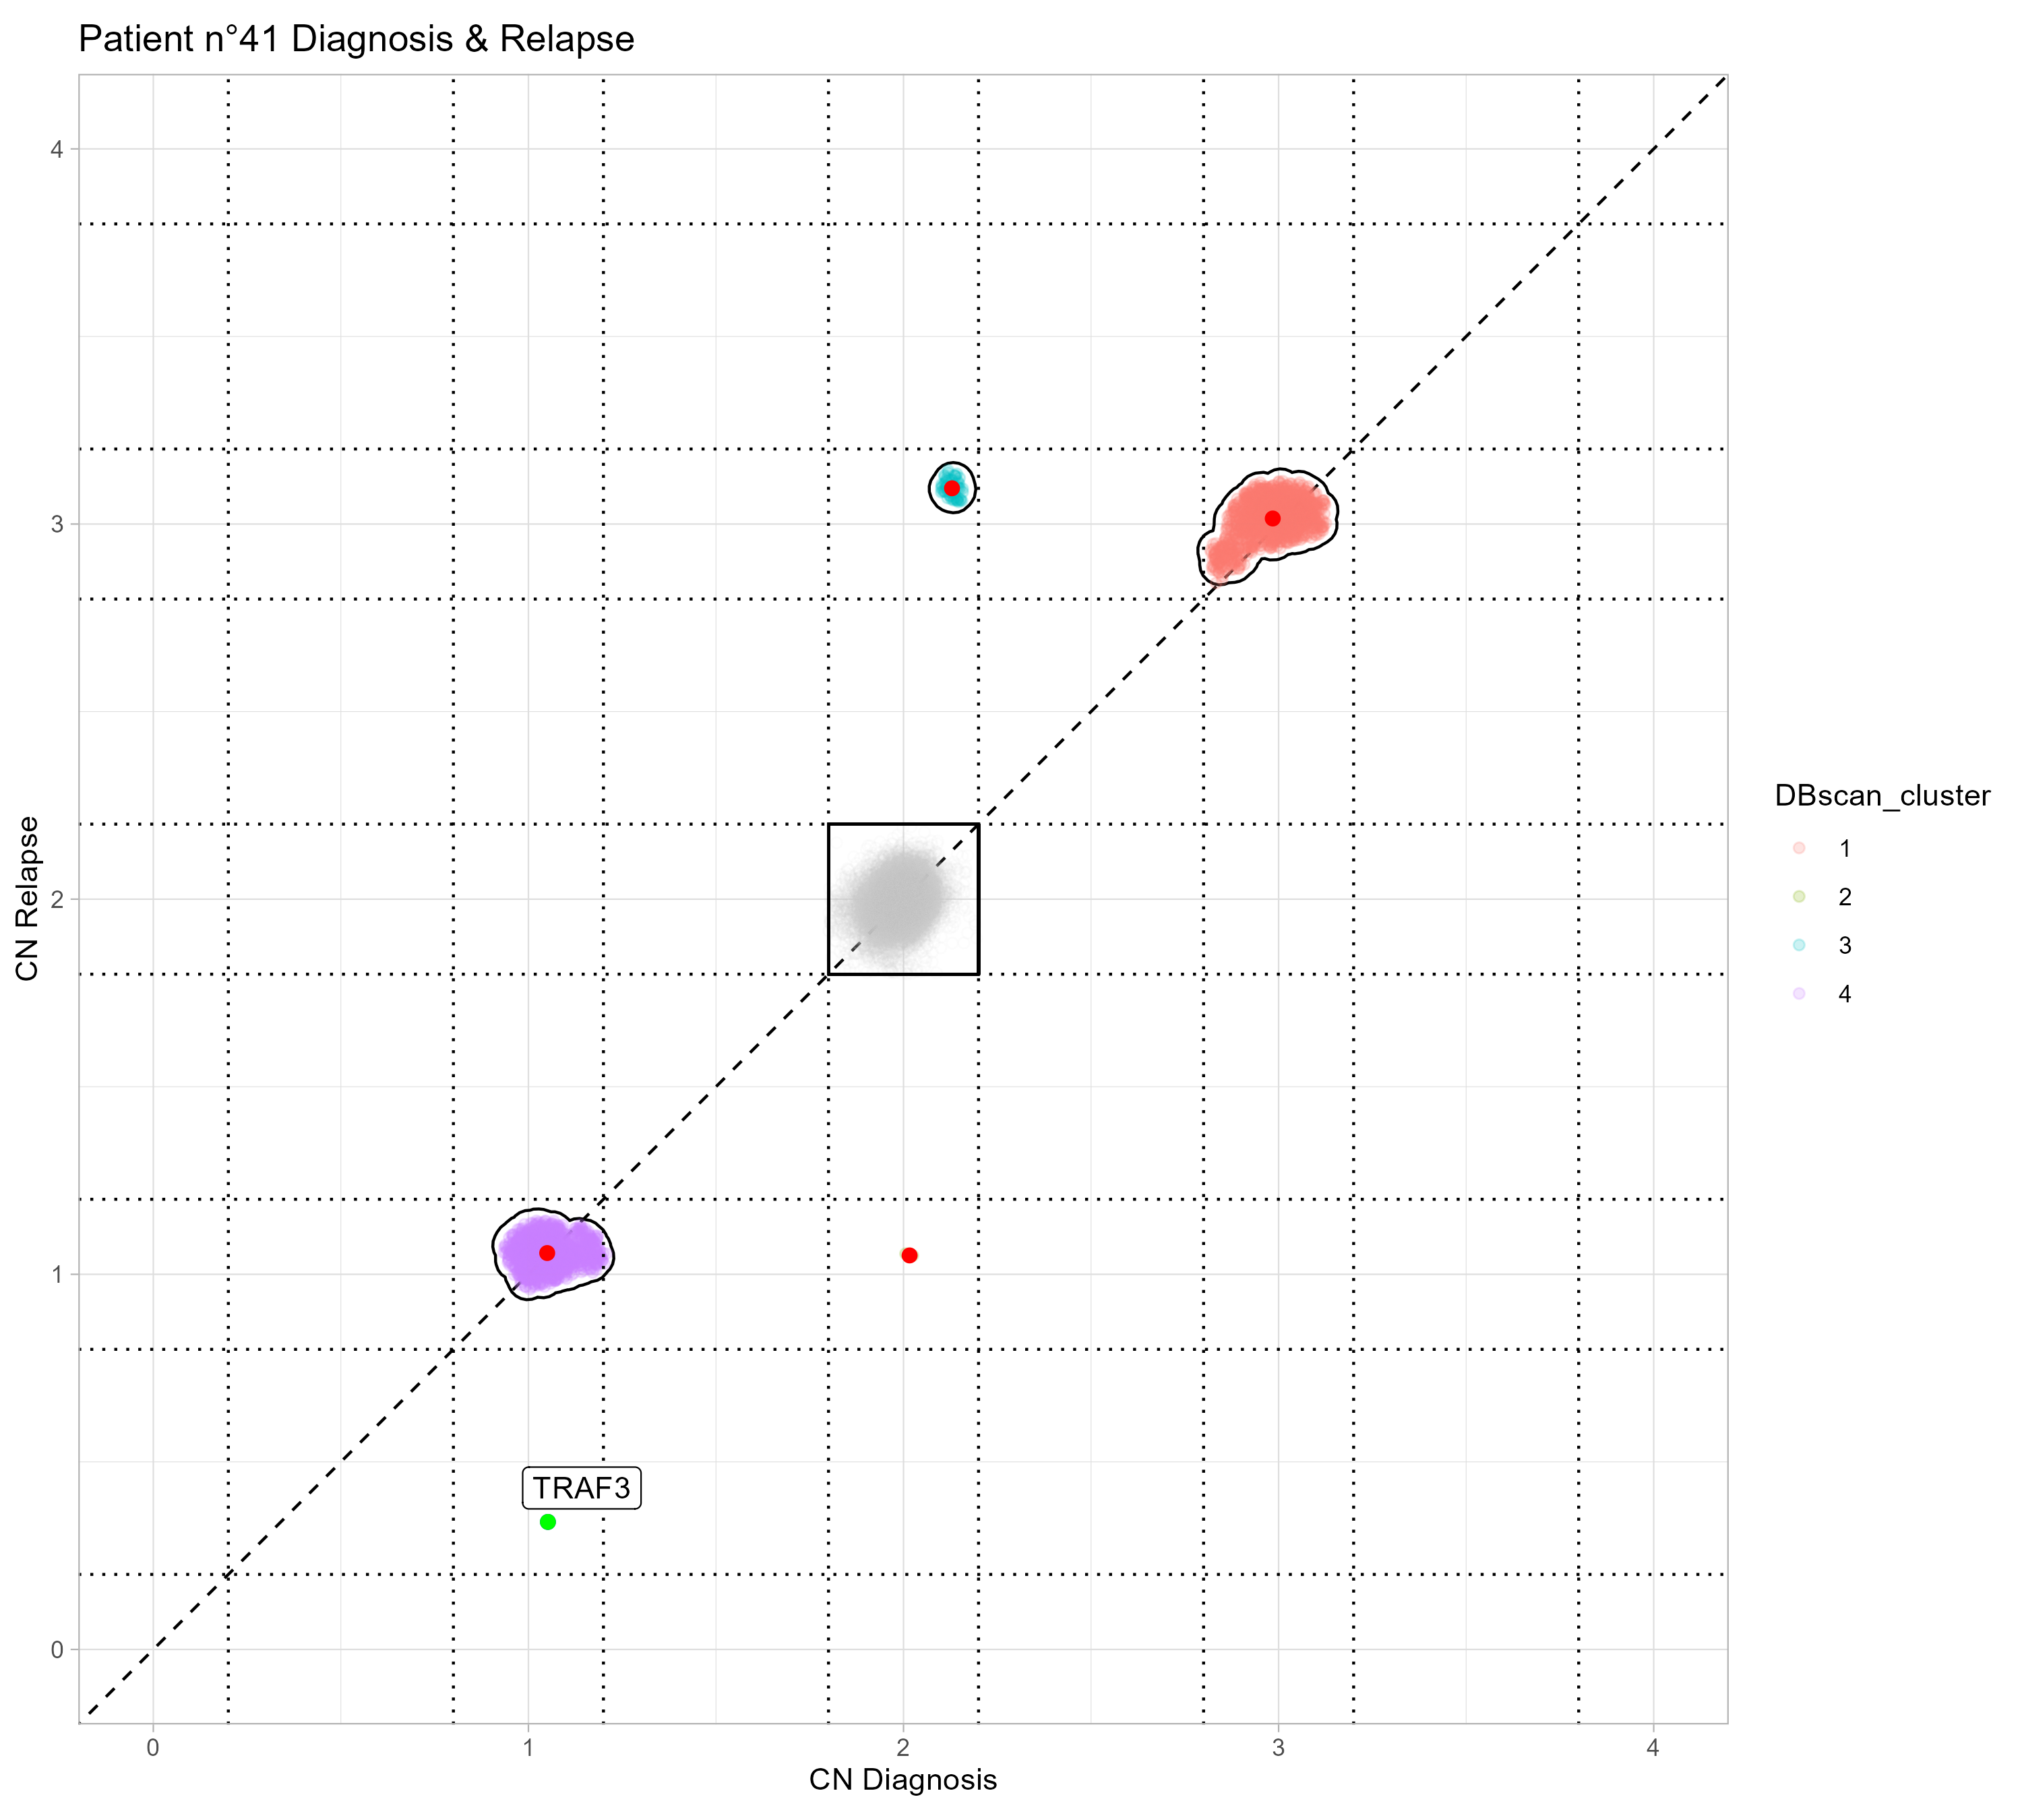 Patient n°41 Diagnosis & Relapse
4
3
2
1
0
CN Relapse
TRAF3
0 1 2 3 4
CN Diagnosis
DBscan_cluster
1
2
3
4